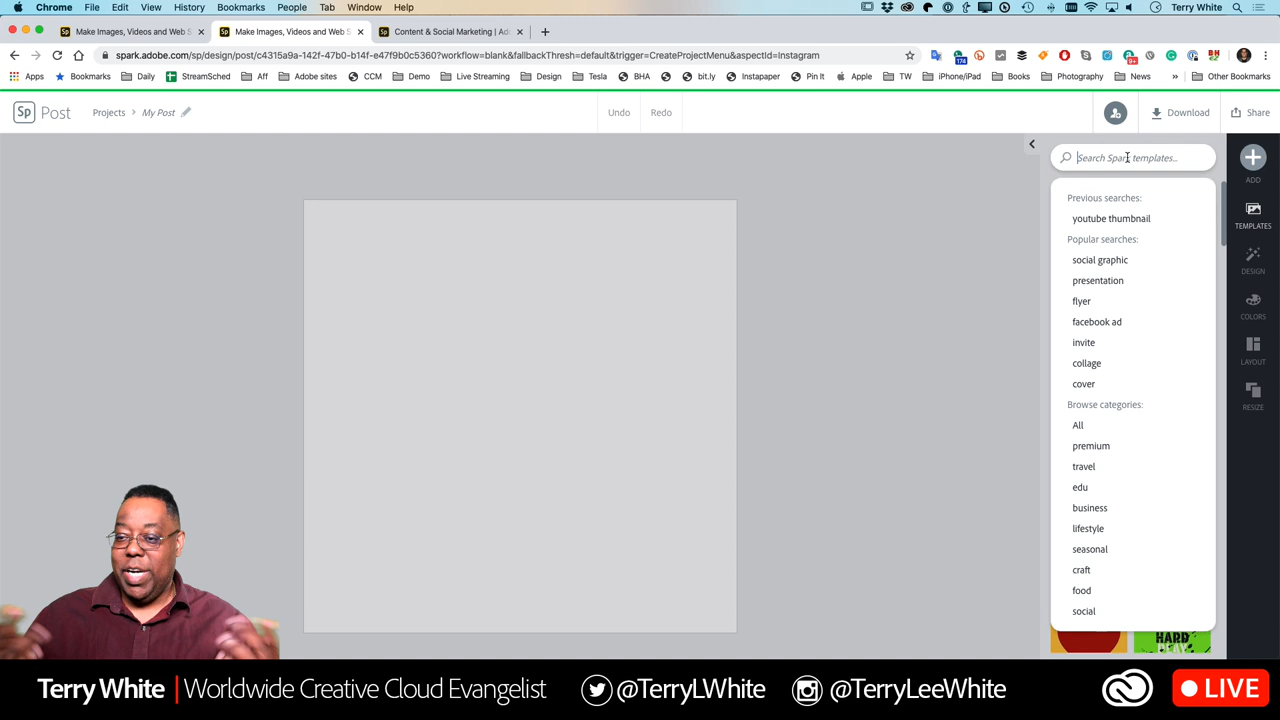 Chrome File Edit View History Bookmarks People Tab Window Help Terry White
Make Images, Videos and Web S × Make Images, Videos and Web S × Content & Social Marketing | Ad ×
spark.adobe.com/sp/design/post/c4315a9a-142f-47b0-b14f-e47f9b0c5360?workflow=blank&fallbackThresh=default&trigger=CreateProjectMenu&aspectId=Instagram
Apps Bookmarks Daily StreamSched Aff Adobe sites CCM Demo Live Streaming Design Tesla BHA bit.ly Instapaper Pin It Apple TW iPhone/iPad Books Photography News » Other Bookmarks
Sp Post Projects > My Post Undo Redo Download Share
Search Spark templates...
Previous searches:
youtube thumbnail
Popular searches:
social graphic
presentation
flyer
facebook ad
invite
collage
cover
Browse categories:
All
premium
travel
edu
business
lifestyle
seasonal
craft
food
social
HARD
ADD
TEMPLATES
DESIGN
COLORS
LAYOUT
RESIZE
Terry White | Worldwide Creative Cloud Evangelist @TerryLWhite @TerryLeeWhite LIVE